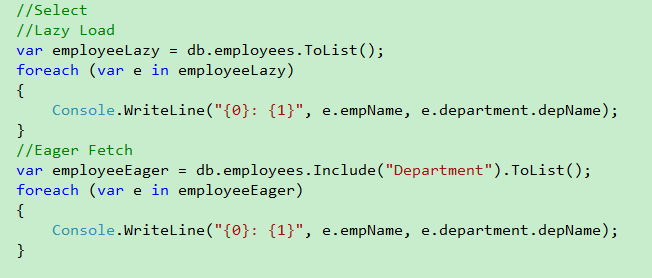 //Select
//Lazy Load
var employeeLazy = db.employees.ToList();
foreach (var e in employeeLazy)
{
    Console.WriteLine("{0}: {1}", e.empName, e.department.depName);
}
//Eager Fetch
var employeeEager = db.employees.Include("Department").ToList();
foreach (var e in employeeEager)
{
    Console.WriteLine("{0}: {1}", e.empName, e.department.depName);
}